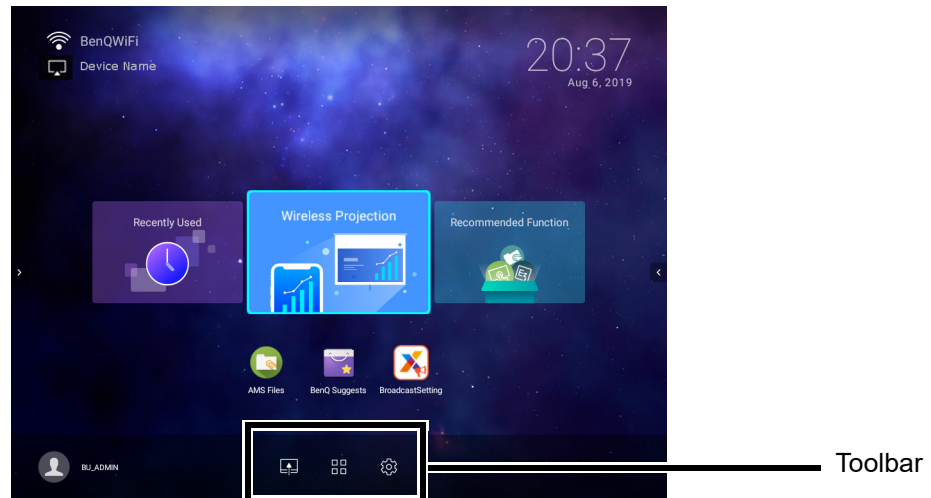 BenQWiFi
Device Name
20:37
Aug 6, 2019
Recently Used
Wireless Projection
Recommended Function
AMS Files
BenQ Suggests
BroadcastSetting
BU_ADMIN
Toolbar